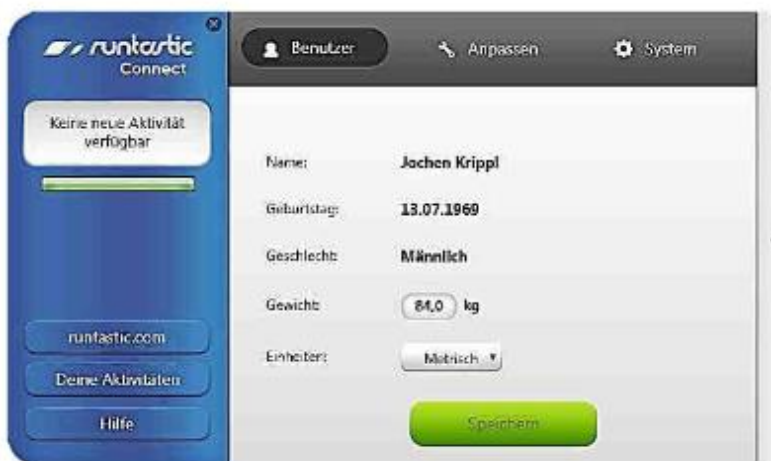 runtastic
Connect
Keine neue Aktivität
verfügbar
runtastic.com
Deine Aktivitäten
Hilfe
Benutzer
Anpassen
System
Name: Jochen Krippl
Geburtstag: 13.07.1969
Geschlecht: Männlich
Gewicht: 84,0 kg
Einheiten: Metrisch
Speichern